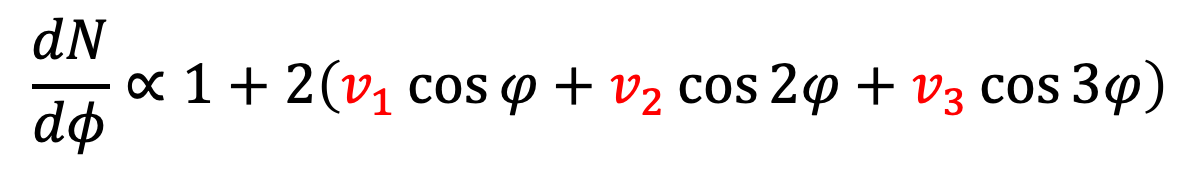 dN/dϕ ∝ 1 + 2(v₁ cos φ + v₂ cos 2φ + v₃ cos 3φ)